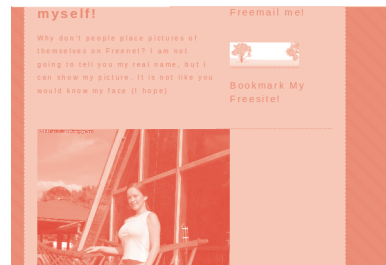 myself!
Why don't people place pictures of
themselves on Freenet? I am not
going to tell you my real name, but I
can show my picture. It is not like you
would know my face (I hope)
Freemail me!
Bookmark My
Freesite!